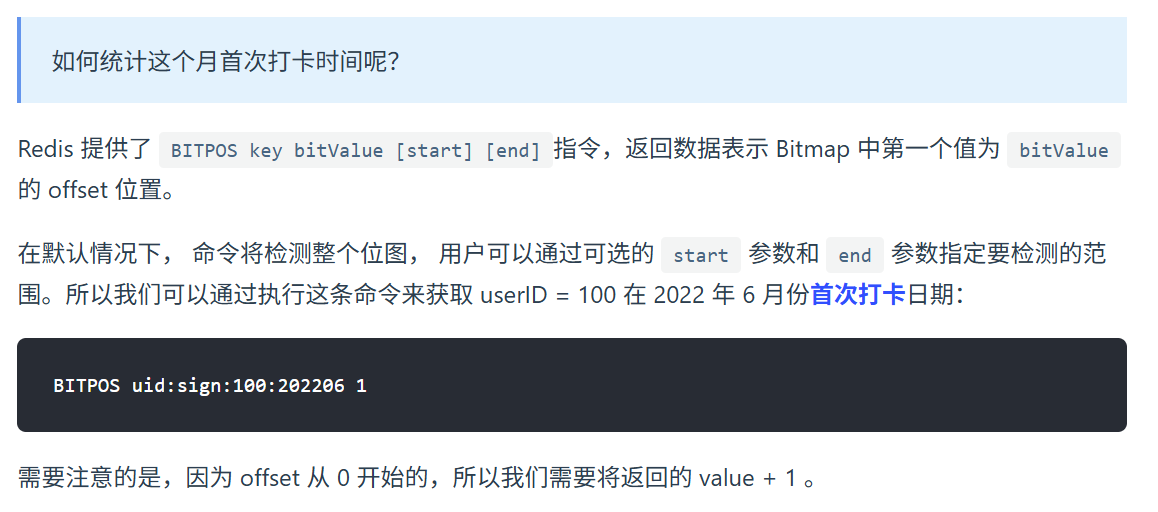 如何统计这个月首次打卡时间呢？
Redis 提供了 BITPOS key bitValue [start] [end]指令，返回数据表示 Bitmap 中第一个值为 bitValue
的 offset 位置。
在默认情况下， 命令将检测整个位图， 用户可以通过可选的 start 参数和 end 参数指定要检测的范
围。所以我们可以通过执行这条命令来获取 userID = 100 在 2022 年 6 月份首次打卡日期：
BITPOS uid:sign:100:202206 1
需要注意的是，因为 offset 从 0 开始的，所以我们需要将返回的 value + 1 。